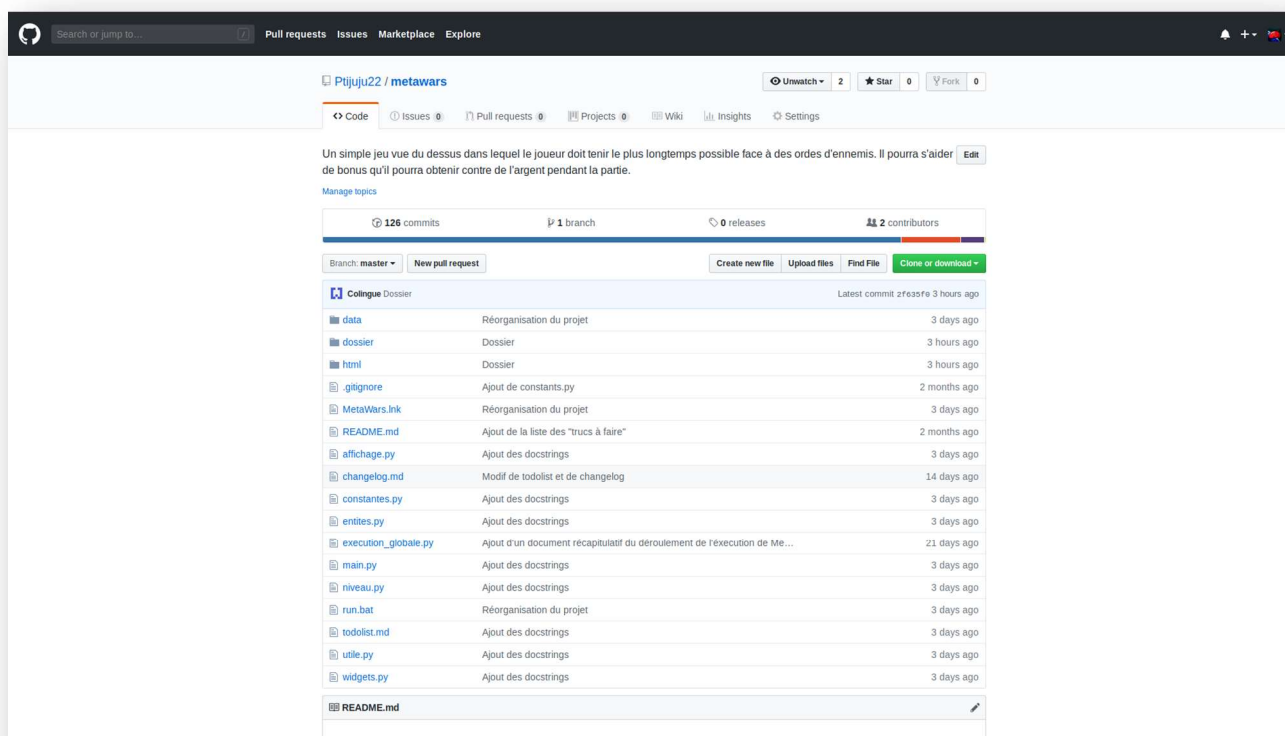 Search or jump to... /
Pull requests Issues Marketplace Explore
Ptijuju22 / metawars
Unwatch 2 Star 0 Fork 0
Code Issues 0 Pull requests 0 Projects 0 Wiki Insights Settings
Un simple jeu vue du dessus dans lequel le joueur doit tenir le plus longtemps possible face à des ordes d'ennemis. Il pourra s'aider
Edit
de bonus qu'il pourra obtenir contre de l'argent pendant la partie.
Manage topics
126 commits 1 branch 0 releases 2 contributors
Branch: master New pull request Create new file Upload files Find File Clone or download
Colingue Dossier Latest commit 2f635f0 3 hours ago
data Réorganisation du projet 3 days ago
dossier Dossier 3 hours ago
html Dossier 3 hours ago
.gitignore Ajout de constants.py 2 months ago
MetaWars.lnk Réorganisation du projet 3 days ago
README.md Ajout de la liste des "trucs à faire" 2 months ago
affichage.py Ajout des docstrings 3 days ago
changelog.md Modif de todolist et de changelog 14 days ago
constantes.py Ajout des docstrings 3 days ago
entites.py Ajout des docstrings 3 days ago
execution_globale.py Ajout d'un document récapitulatif du déroulement de l'éxecution de Me... 21 days ago
main.py Ajout des docstrings 3 days ago
niveau.py Ajout des docstrings 3 days ago
run.bat Réorganisation du projet 3 days ago
todolist.md Ajout des docstrings 3 days ago
utile.py Ajout des docstrings 3 days ago
widgets.py Ajout des docstrings 3 days ago
README.md